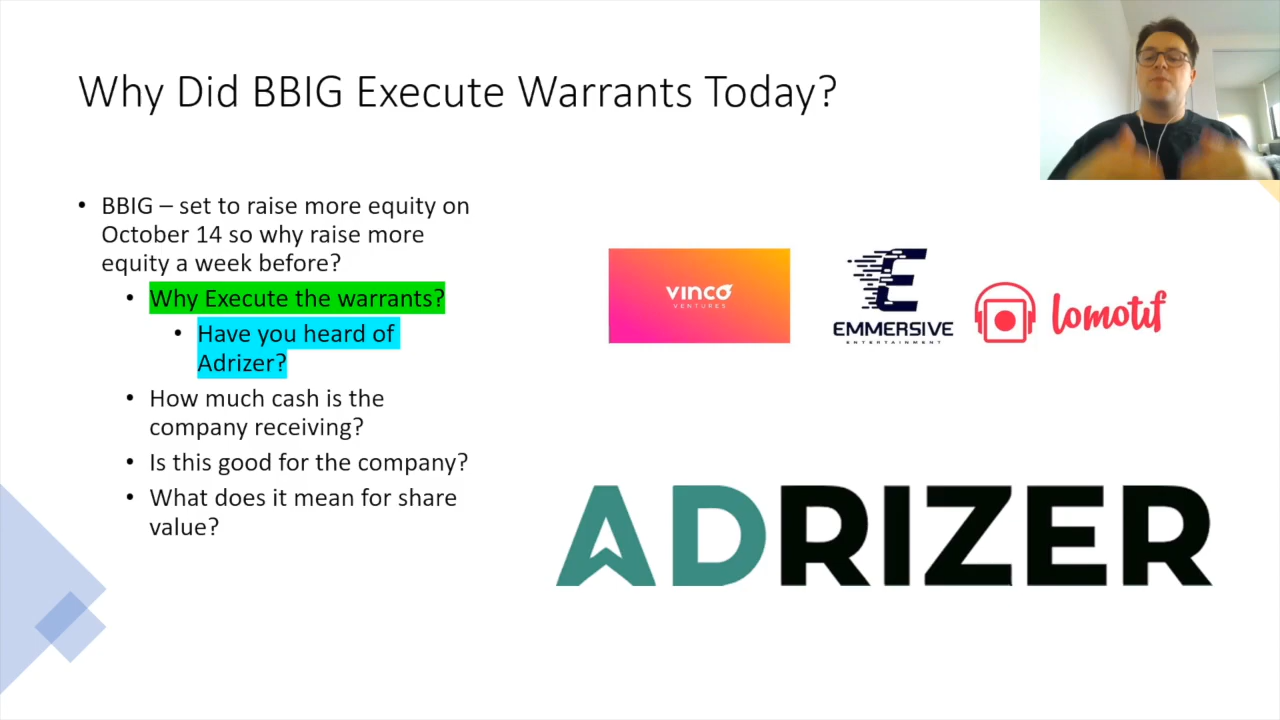 Why Did BBIG Execute Warrants Today?
• BBIG – set to raise more equity on
October 14 so why raise more
equity a week before?
• Why Execute the warrants?
• Have you heard of
Adrizer?
• How much cash is the
company receiving?
• Is this good for the company?
• What does it mean for share
value?
vinco
VENTURES
EMMERSIVE
ENTERTAINMENT
lomotif
ADRIZER